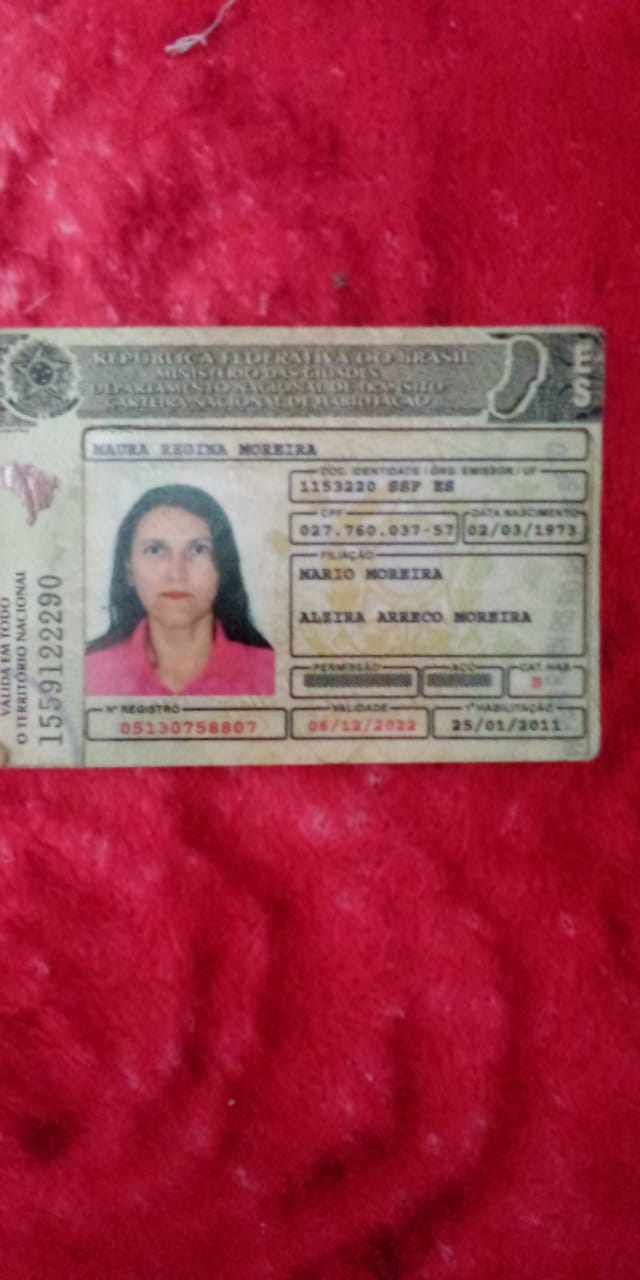 REPÚBLICA FEDERATIVA DO BRASIL
MINISTÉRIO DAS CIDADES
DEPARTAMENTO NACIONAL DE TRÂNSITO
CARTEIRA NACIONAL DE HABILITAÇÃO
ES
MAURA REGINA MOREIRA
DOC. IDENTIDADE / ÓRG. EMISSOR / UF
1153220 SSP ES
CPF
DATA NASCIMENTO
027.760.037-57
02/03/1973
FILIAÇÃO
MARIO MOREIRA
ALZIRA ARRECO MOREIRA
PERMISSÃO
ACC
CAT. HAB.
B
Nº REGISTRO
VALIDADE
1ª HABILITAÇÃO
05130758807
06/12/2022
25/01/2011
VÁLIDA EM TODO
O TERRITÓRIO NACIONAL
1559122290